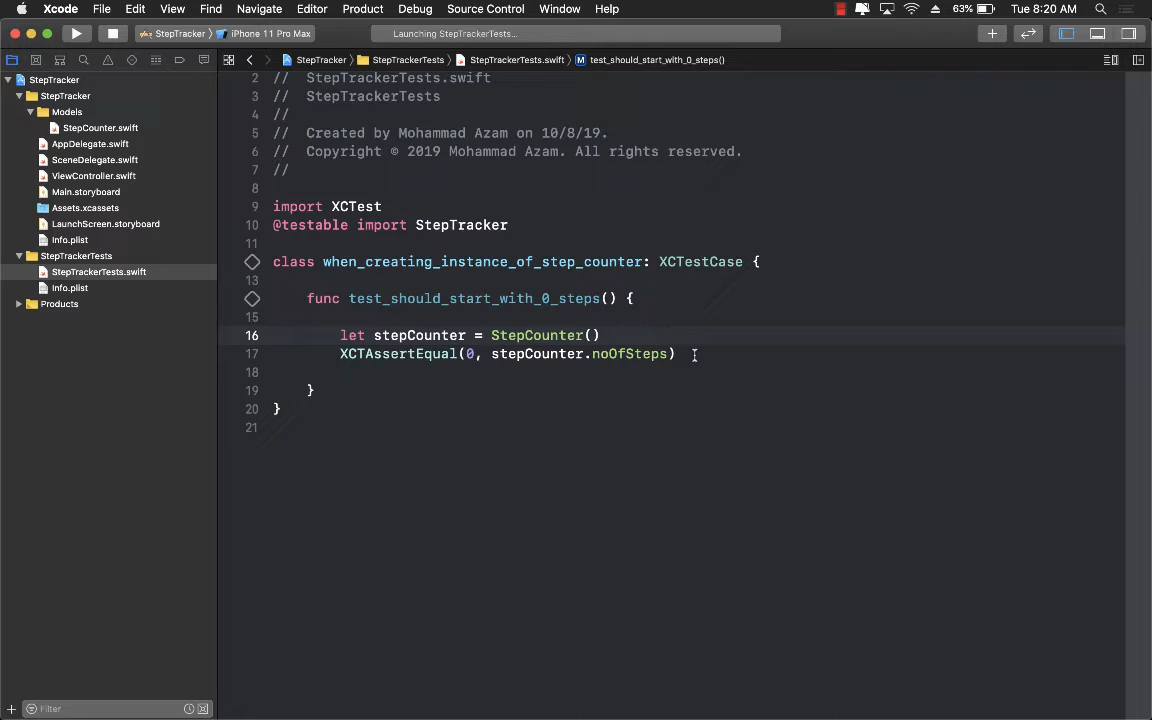 Xcode File Edit View Find Navigate Editor Product Debug Source Control Window Help 63% Tue 8:20 AM
StepTracker iPhone 11 Pro Max Launching StepTrackerTests...
StepTracker StepTrackerTests StepTrackerTests.swift M test_should_start_with_0_steps()
StepTracker
StepTracker
Models
StepCounter.swift
AppDelegate.swift
SceneDelegate.swift
ViewController.swift
Main.storyboard
Assets.xcassets
LaunchScreen.storyboard
Info.plist
StepTrackerTests
StepTrackerTests.swift
Info.plist
Products
Filter
2 // StepTrackerTests.swift
3 // StepTrackerTests
4 //
5 // Created by Mohammad Azam on 10/8/19.
6 // Copyright © 2019 Mohammad Azam. All rights reserved.
7 //
8
9 import XCTest
10 @testable import StepTracker
11
class when_creating_instance_of_step_counter: XCTestCase {
13
func test_should_start_with_0_steps() {
15
16 let stepCounter = StepCounter()
17 XCTAssertEqual(0, stepCounter.noOfSteps)
18
19 }
20 }
21